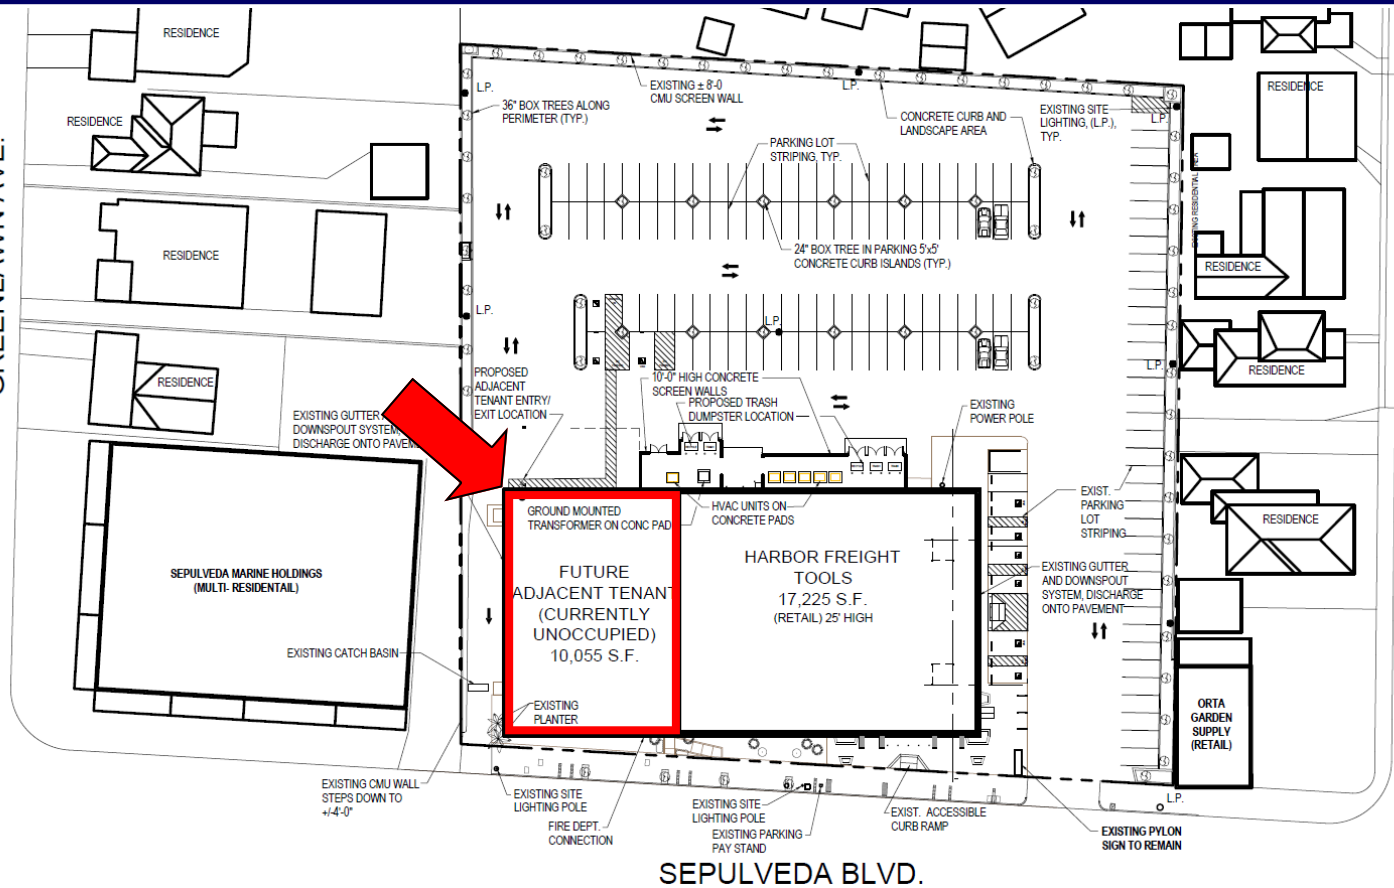 RESIDENCE
RESIDENCE
L.P.
36" BOX TREES ALONG
PERIMETER (TYP.)
EXISTING ± 8'-0
CMU SCREEN WALL
L.P.
CONCRETE CURB AND
LANDSCAPE AREA
EXISTING SITE
LIGHTING, (L.P.),
TYP.
L.P.
RESIDENCE
PARKING LOT
STRIPING, TYP.
RESIDENCE
24" BOX TREE IN PARKING 5'x5'
CONCRETE CURB ISLANDS (TYP.)
RESIDENCE
L.P.
L.P.
L.P.
RESIDENCE
RESIDENCE
PROPOSED
ADJACENT
TENANT ENTRY/
EXIT LOCATION
10'-0" HIGH CONCRETE
SCREEN WALLS
PROPOSED TRASH
DUMPSTER LOCATION
EXISTING
POWER POLE
EXISTING GUTTER
DOWNSPOUT SYSTEM,
DISCHARGE ONTO
GROUND MOUNTED
TRANSFORMER ON CONC PAD
HVAC UNITS ON
CONCRETE PADS
EXIST.
PARKING
LOT
STRIPING
RESIDENCE
SEPULVEDA MARINE HOLDINGS
(MULTI- RESIDENTAIL)
FUTURE
ADJACENT TENANT
(CURRENTLY
UNOCCUPIED)
10,055 S.F.
HARBOR FREIGHT
TOOLS
17,225 S.F.
(RETAIL) 25' HIGH
EXISTING GUTTER
AND DOWNSPOUT
SYSTEM, DISCHARGE
ONTO PAVEMENT
EXISTING CATCH BASIN
EXISTING
PLANTER
ORTA
GARDEN
SUPPLY
(RETAIL)
EXISTING CMU WALL
STEPS DOWN TO
+/-4'-0"
EXISTING SITE
LIGHTING POLE
FIRE DEPT.
CONNECTION
EXISTING SITE
LIGHTING POLE
EXISTING PARKING
PAY STAND
EXIST. ACCESSIBLE
CURB RAMP
L.P.
EXISTING PYLON
SIGN TO REMAIN
SEPULVEDA BLVD.